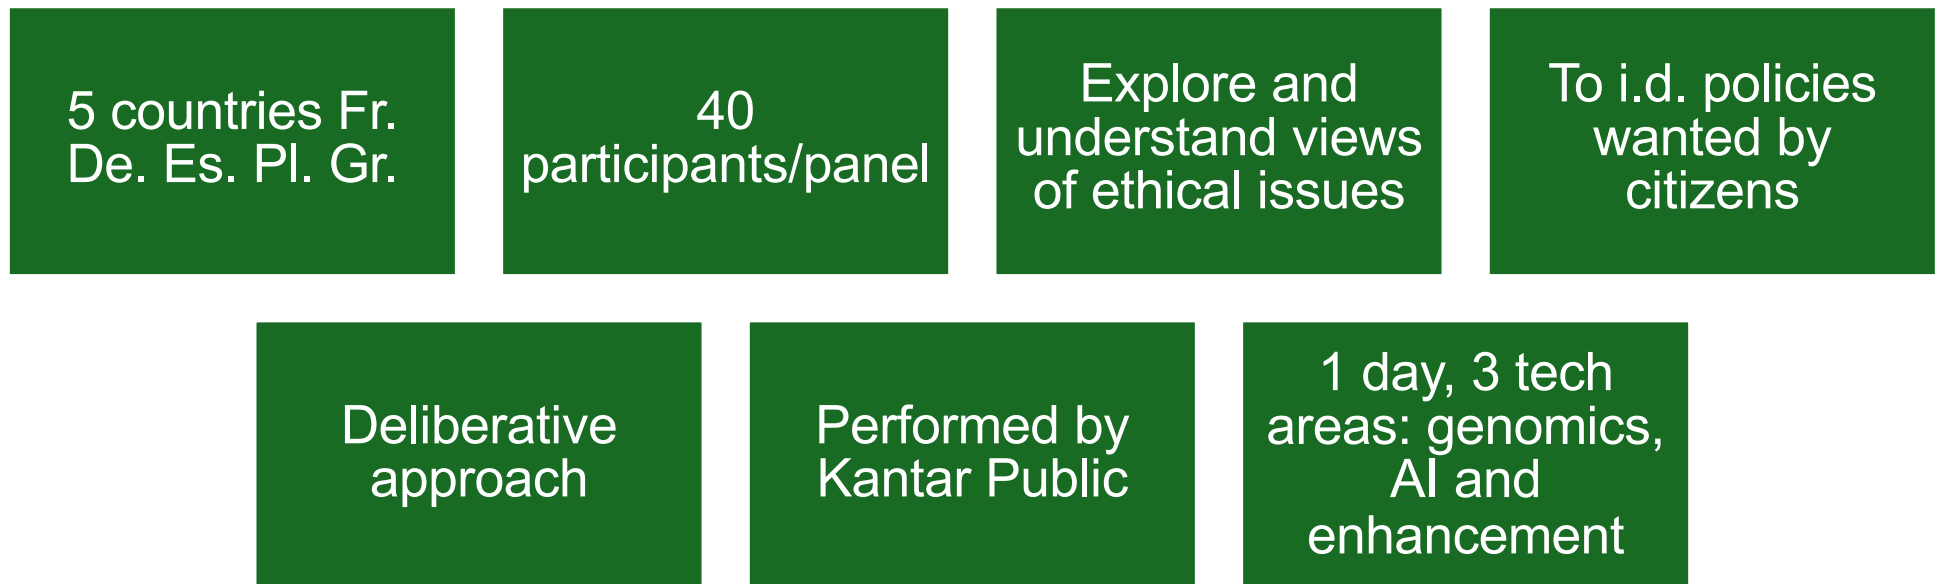 5 countries Fr.
De. Es. Pl. Gr.
40
participants/panel
Explore and
understand views
of ethical issues
To i.d. policies
wanted by
citizens
Deliberative
approach
Performed by
Kantar Public
1 day, 3 tech
areas: genomics,
AI and
enhancement